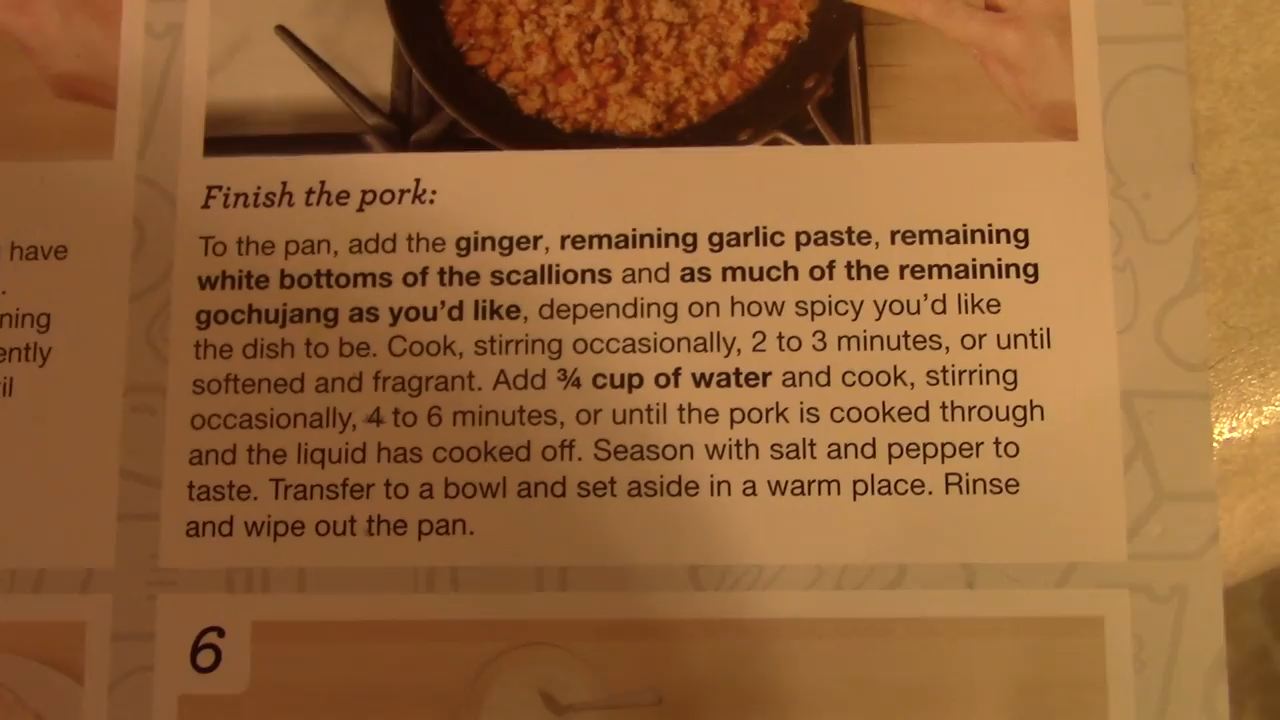 have
.
ning
ently
il
Finish the pork:
To the pan, add the ginger, remaining garlic paste, remaining
white bottoms of the scallions and as much of the remaining
gochujang as you'd like, depending on how spicy you'd like
the dish to be. Cook, stirring occasionally, 2 to 3 minutes, or until
softened and fragrant. Add ¾ cup of water and cook, stirring
occasionally, 4 to 6 minutes, or until the pork is cooked through
and the liquid has cooked off. Season with salt and pepper to
taste. Transfer to a bowl and set aside in a warm place. Rinse
and wipe out the pan.
6